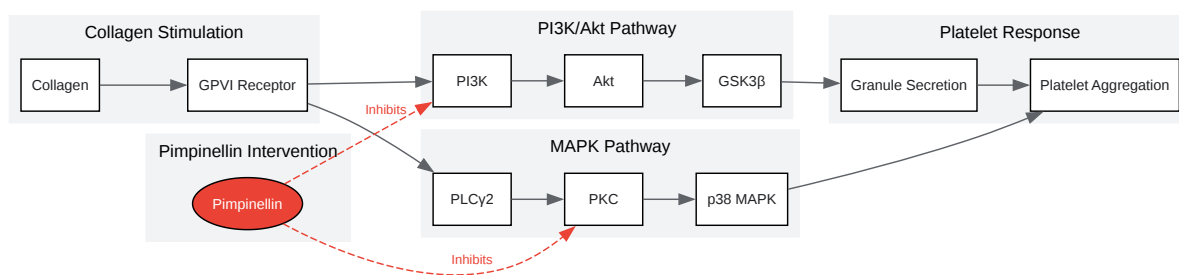 Collagen Stimulation
Collagen
GPVI Receptor
PI3K/Akt Pathway
PI3K
Akt
GSK3β
Platelet Response
Granule Secretion
Platelet Aggregation
Inhibits
Pimpinellin Intervention
Pimpinellin
MAPK Pathway
PLCγ2
PKC
p38 MAPK
Inhibits